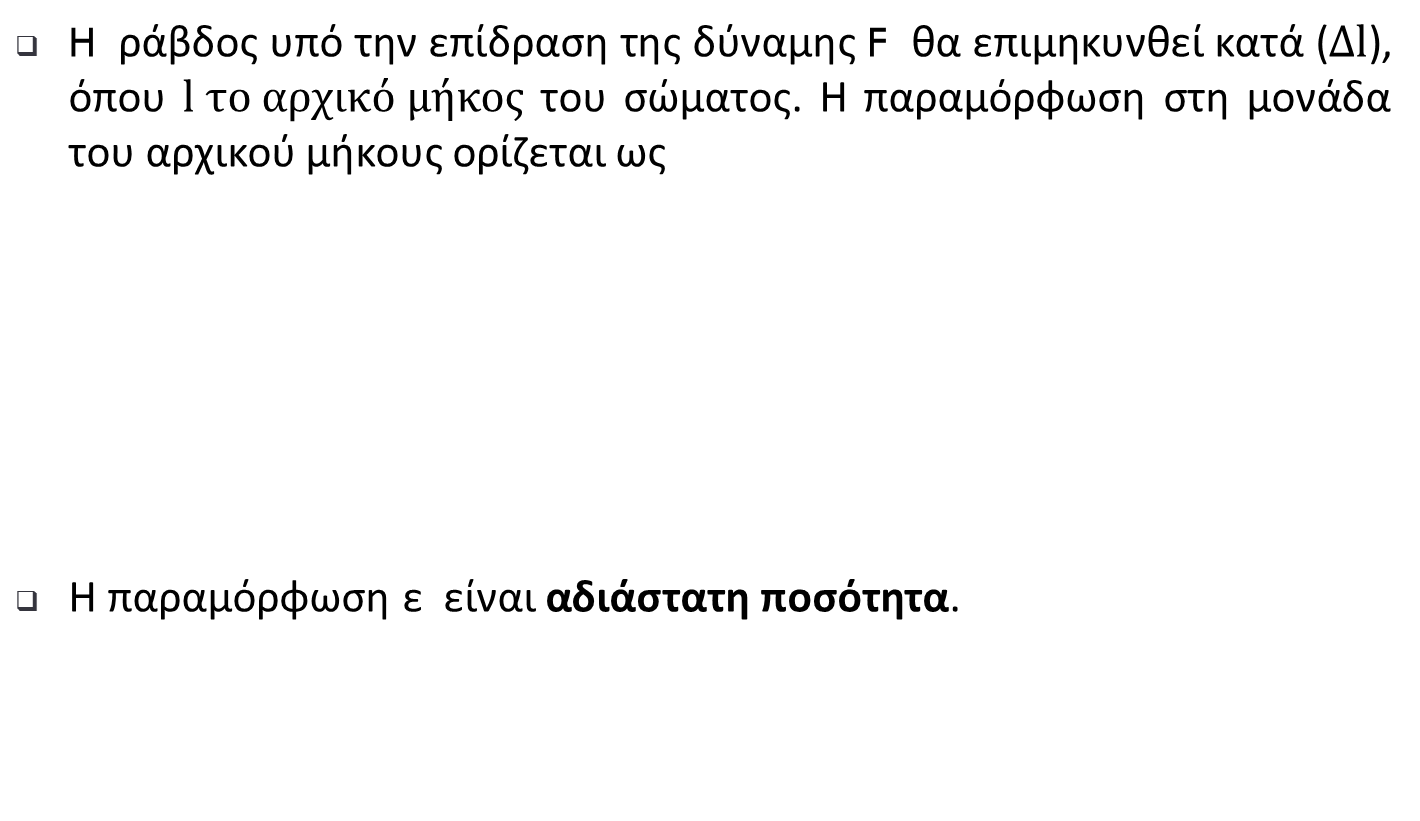 ❑ Η ράβδος υπό την επίδραση της δύναμης F θα επιμηκυνθεί κατά (Δl),
όπου l το αρχικό μήκος του σώματος. Η παραμόρφωση στη μονάδα
του αρχικού μήκους ορίζεται ως
❑ Η παραμόρφωση ε είναι αδιάστατη ποσότητα.